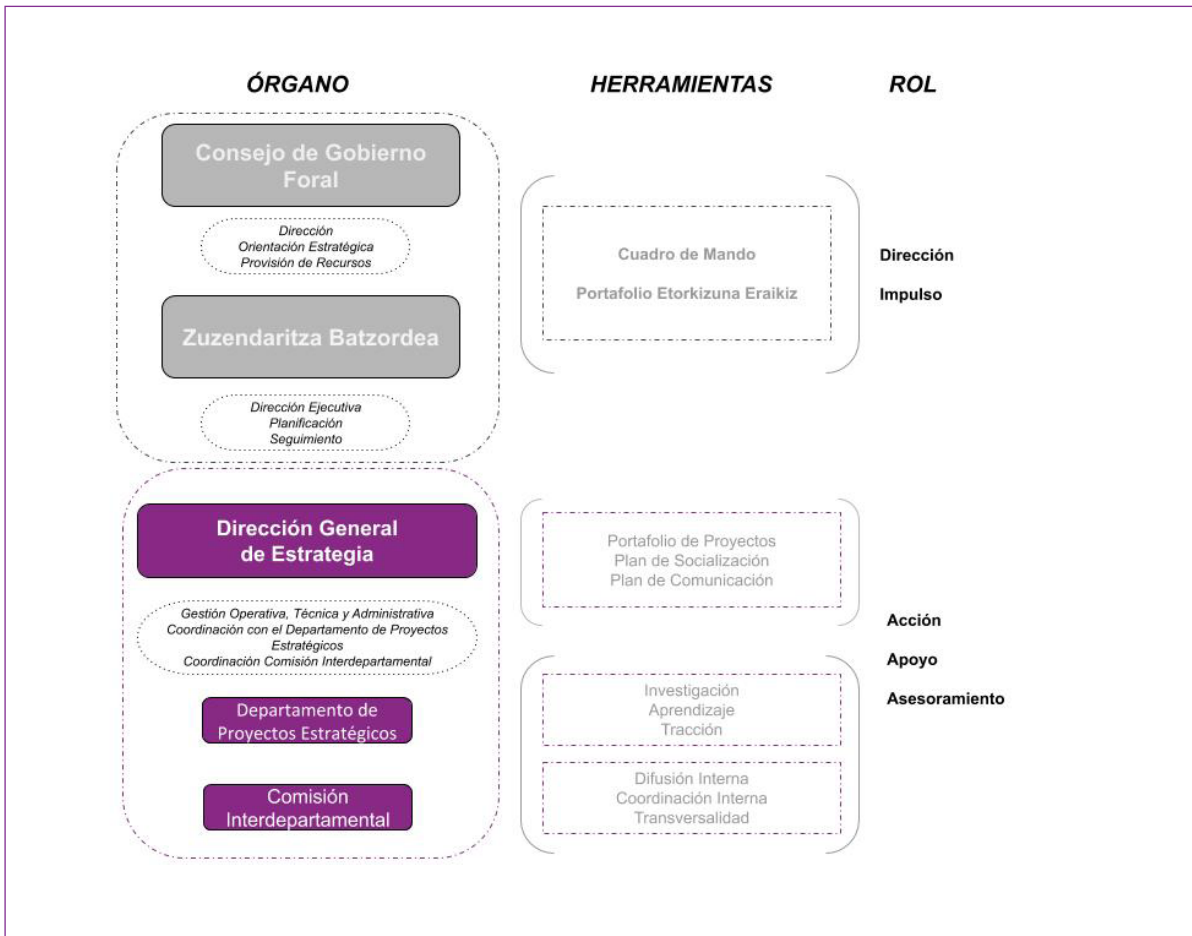 ÓRGANO
HERRAMIENTAS
ROL
Consejo de Gobierno
Foral
Dirección
Orientación Estratégica
Provisión de Recursos
Zuzendaritza Batzordea
Dirección Ejecutiva
Planificación
Seguimiento
Cuadro de Mando
Portafolio Etorkizuna Eraikiz
Dirección
Impulso
Dirección General
de Estrategia
Gestión Operativa, Técnica y Administrativa
Coordinación con el Departamento de Proyectos
Estratégicos
Coordinación Comisión Interdepartamental
Departamento de
Proyectos Estratégicos
Comisión
Interdepartamental
Portafolio de Proyectos
Plan de Socialización
Plan de Comunicación
Investigación
Aprendizaje
Tracción
Difusión Interna
Coordinación Interna
Transversalidad
Acción
Apoyo
Asesoramiento